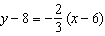 y − 8 = −2/3 (x − 6)